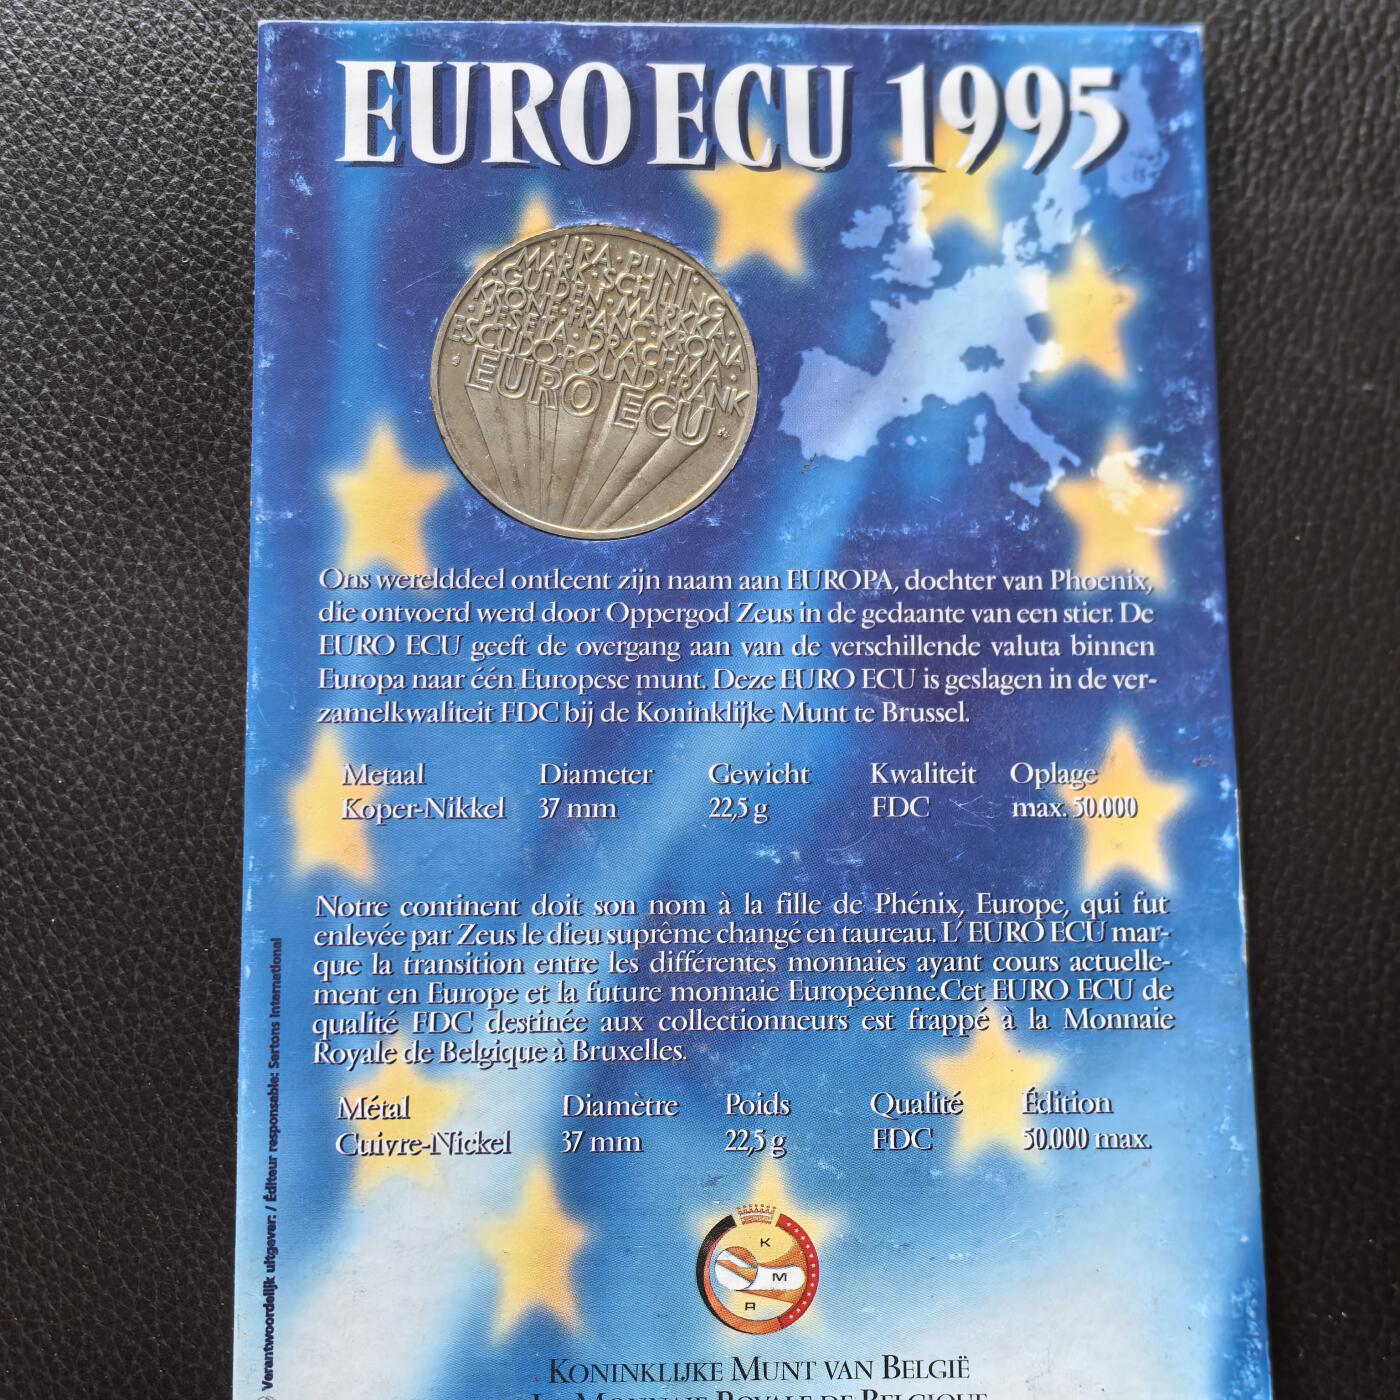 EURO ECU 1995
LIRA · PUNT ·
MARK · SCHILLING
· GULDEN · MARKKA ·
KRONE · FRANC · KRONA
· PESETA · DRACHMA ·
ESCUDO · POUND · FRANK
EURO ECU
Ons werelddeel ontleent zijn naam aan EUROPA, dochter van Phoenix,
die ontvoerd werd door Oppergod Zeus in de gedaante van een stier. De
EURO ECU geeft de overgang aan van de verschillende valuta binnen
Europa naar één Europese munt. Deze EURO ECU is geslagen in de ver-
zamelkwaliteit FDC bij de Koninklijke Munt te Brussel.
Metaal Diameter Gewicht Kwaliteit Oplage
Koper-Nikkel 37 mm 22,5 g FDC max. 50.000
Notre continent doit son nom à la fille de Phénix, Europe, qui fut
enlevée par Zeus le dieu suprême changé en taureau. L' EURO ECU mar-
que la transition entre les différentes monnaies ayant cours actuelle-
ment en Europe et la future monnaie Européenne.Cet EURO ECU de
qualité FDC destinée aux collectionneurs est frappé à la Monnaie
Royale de Belgique à Bruxelles.
Métal Diamètre Poids Qualité Édition
Cuivre-Nickel 37 mm 22,5 g FDC 50.000 max.
K
M
R
KONINKLIJKE MUNT VAN BELGIË
LA MONNAIE ROYALE DE BELGIQUE
Verantwoordelijk uitgever: / Éditeur responsable: Sertons International